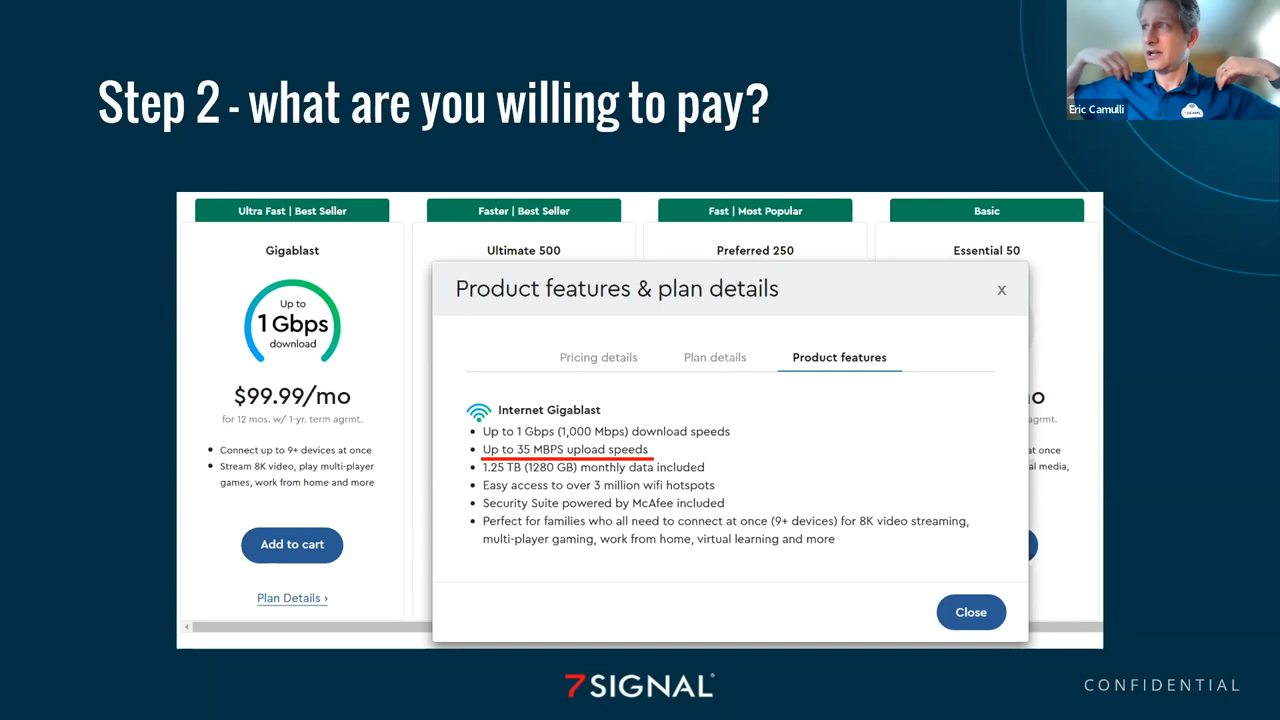 Step 2 - what are you willing to pay?
Eric Camulli
Ultra Fast | Best Seller
Gigablast
Up to
1 Gbps
download
$99.99/mo
for 12 mos. w/ 1-yr. term agrmt.
• Connect up to 9+ devices at once
• Stream 8K video, play multi-player
games, work from home and more
Add to cart
Plan Details ›
Faster | Best Seller
Ultimate 500
Fast | Most Popular
Preferred 250
Basic
Essential 50
Product features & plan details
x
Pricing details
Plan details
Product features
Internet Gigablast
• Up to 1 Gbps (1,000 Mbps) download speeds
• Up to 35 MBPS upload speeds
• 1.25 TB (1280 GB) monthly data included
• Easy access to over 3 million wifi hotspots
• Security Suite powered by McAfee included
• Perfect for families who all need to connect at once (9+ devices) for 8K video streaming,
multi-player gaming, work from home, virtual learning and more
Close
o
agrmt.
at once
al media,
7SIGNAL®
CONFIDENTIAL